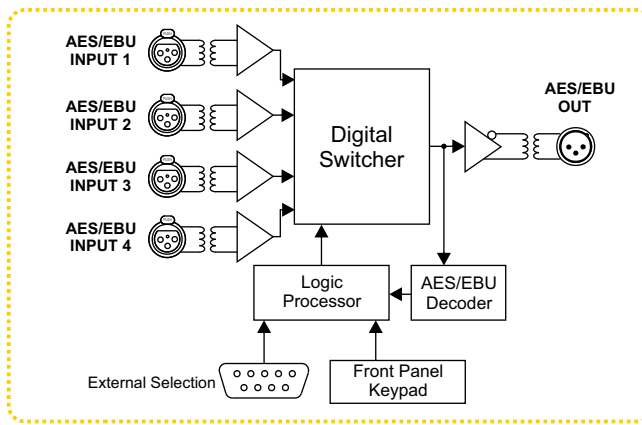 AES/EBU
INPUT 1
AES/EBU
INPUT 2
AES/EBU
INPUT 3
AES/EBU
INPUT 4
Digital
Switcher
AES/EBU
OUT
Logic
Processor
AES/EBU
Decoder
External Selection
Front Panel
Keypad